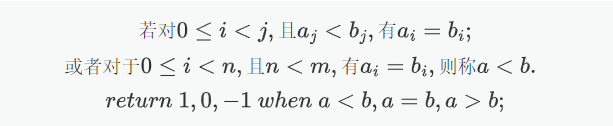 若对0 ≤ i < j, 且a_j < b_j, 有a_i = b_i;
或者对于0 ≤ i < n, 且n < m, 有a_i = b_i, 则称a < b.
return 1, 0, −1 when a < b, a = b, a > b;